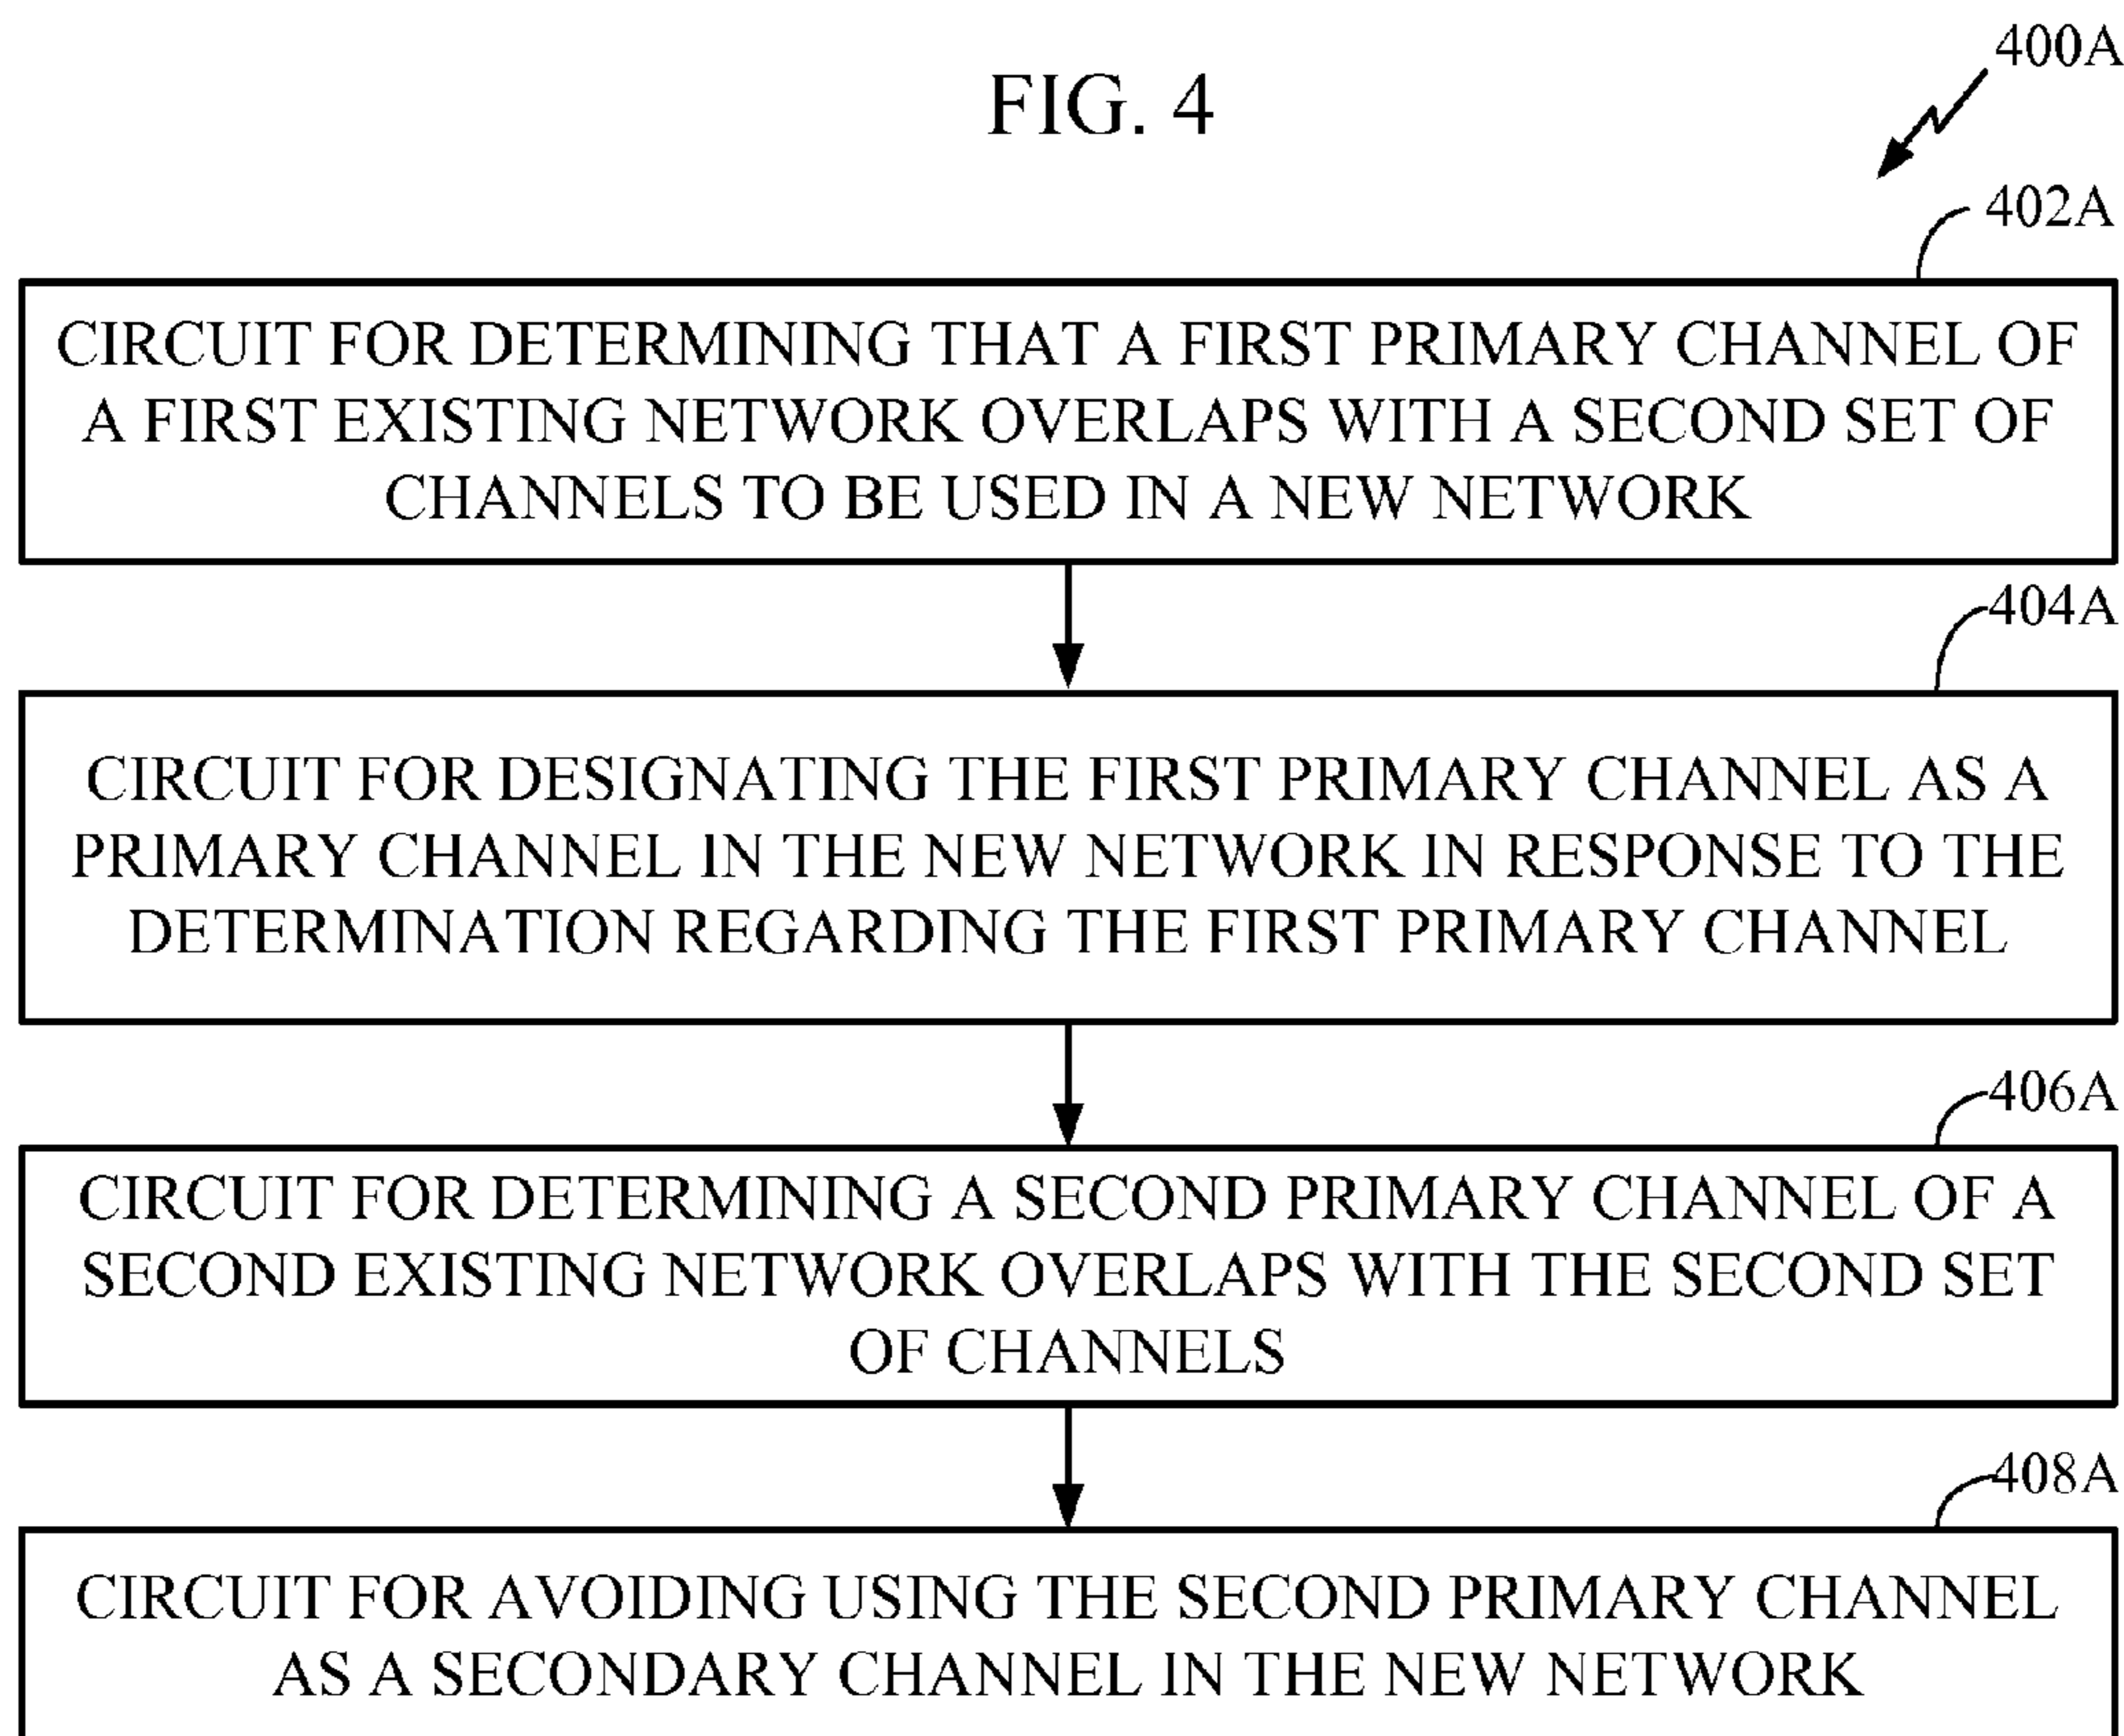 400A
FIG. 4
402A
CIRCUIT FOR DETERMINING THAT A FIRST PRIMARY CHANNEL OF
A FIRST EXISTING NETWORK OVERLAPS WITH A SECOND SET OF
CHANNELS TO BE USED IN A NEW NETWORK
404A
CIRCUIT FOR DESIGNATING THE FIRST PRIMARY CHANNEL AS A
PRIMARY CHANNEL IN THE NEW NETWORK IN RESPONSE TO THE
DETERMINATION REGARDING THE FIRST PRIMARY CHANNEL
406A
CIRCUIT FOR DETERMINING A SECOND PRIMARY CHANNEL OF A
SECOND EXISTING NETWORK OVERLAPS WITH THE SECOND SET
OF CHANNELS
408A
CIRCUIT FOR AVOIDING USING THE SECOND PRIMARY CHANNEL
AS A SECONDARY CHANNEL IN THE NEW NETWORK